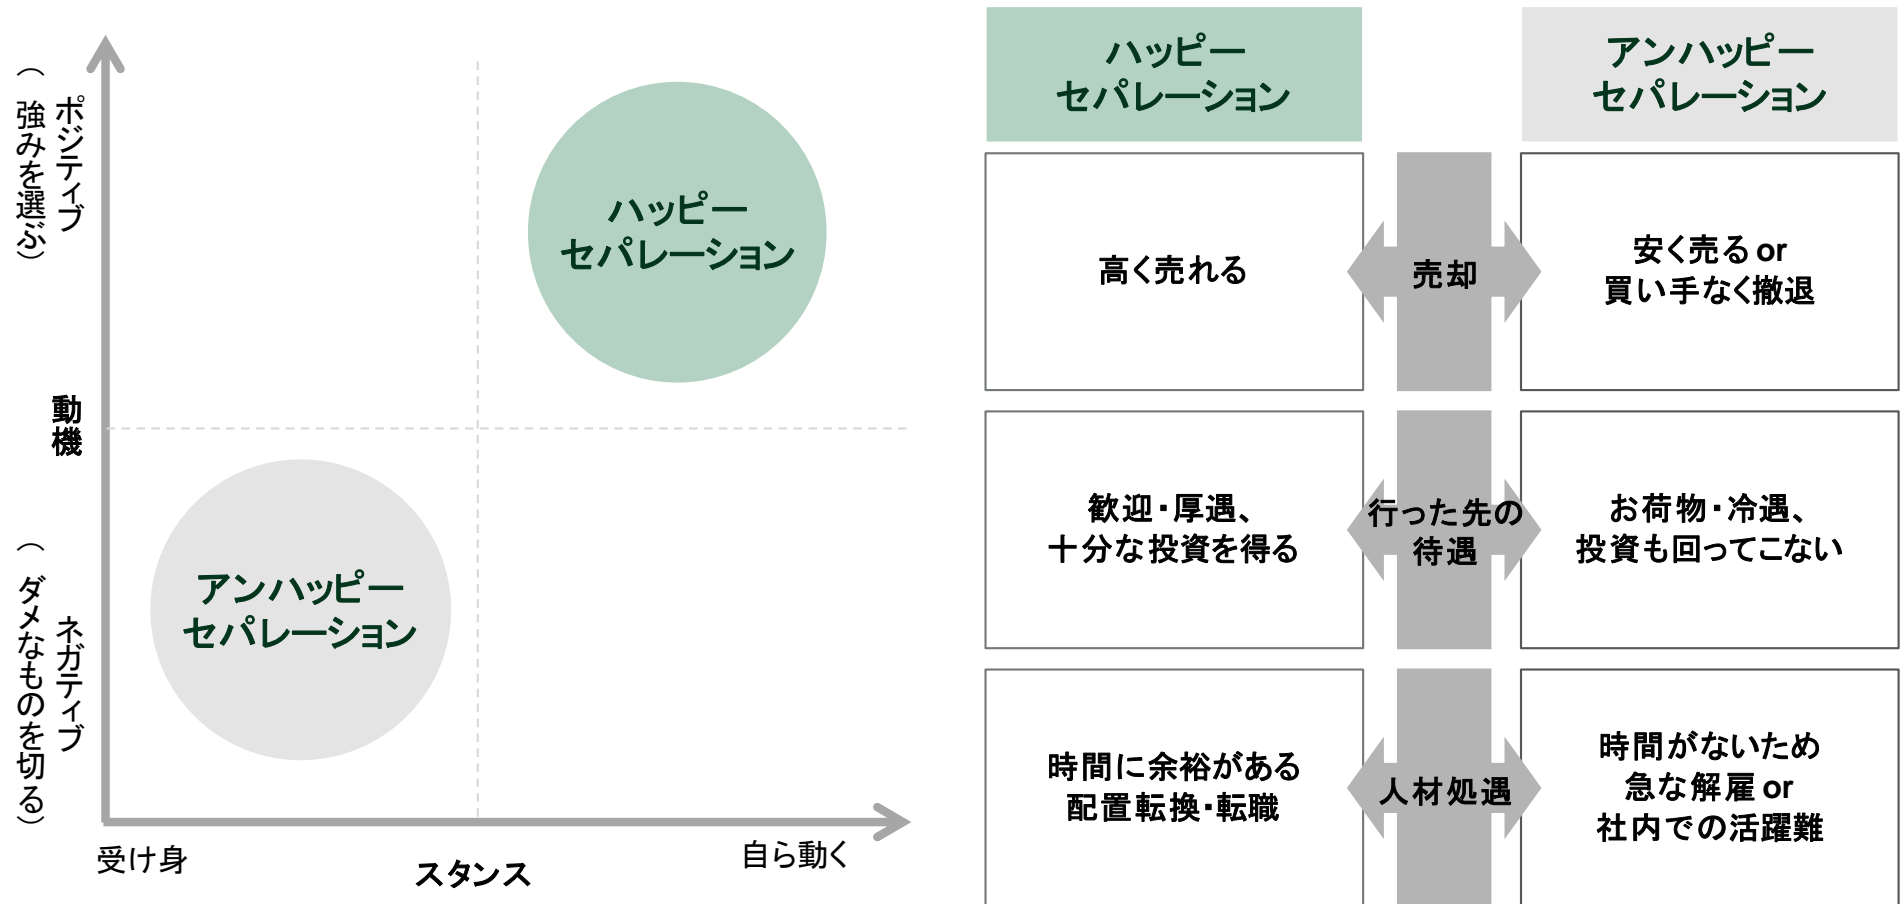 ポジティブ
（強みを選ぶ）
動機
ネガティブ
（ダメなものを切る）
ハッピー
セパレーション
アンハッピー
セパレーション
受け身
スタンス
自ら動く
ハッピー
セパレーション
アンハッピー
セパレーション
高く売れる
売却
安く売る or
買い手なく撤退
歓迎・厚遇、
十分な投資を得る
行った先の
待遇
お荷物・冷遇、
投資も回ってこない
時間に余裕がある
配置転換・転職
人材処遇
時間がないため
急な解雇 or
社内での活躍難